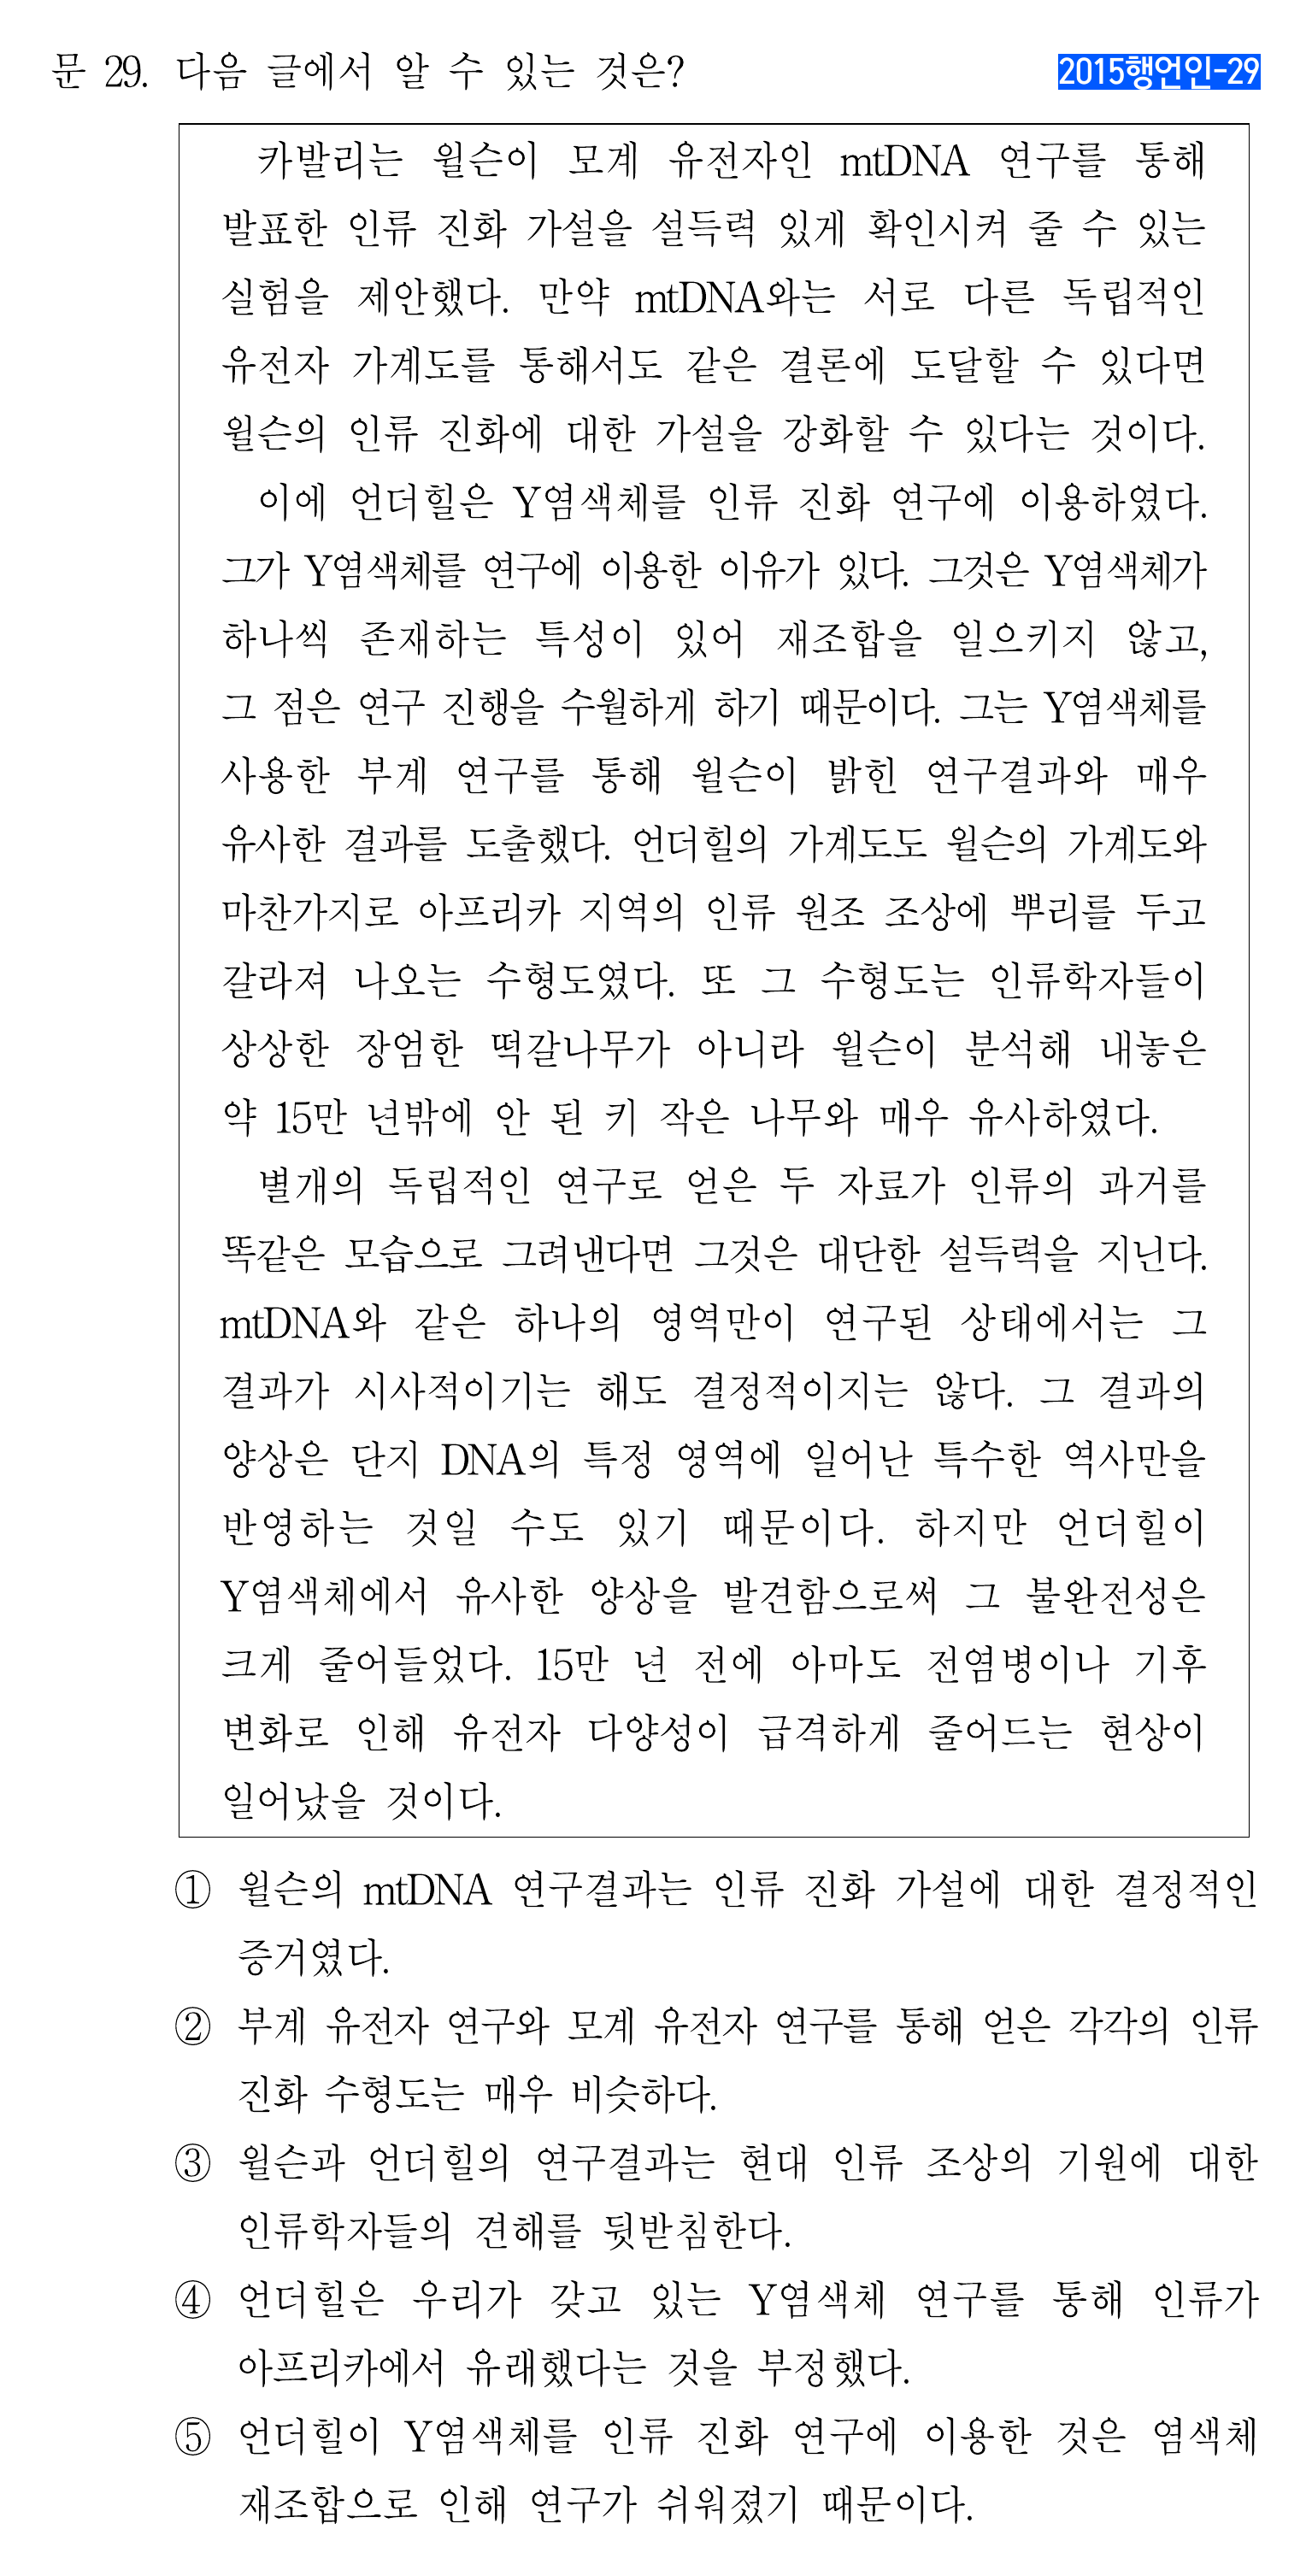 문 29. 다음 글에서 알 수 있는 것은?
2015행언인-29
카발리는 윌슨이 모계 유전자인 mtDNA 연구를 통해
발표한 인류 진화 가설을 설득력 있게 확인시켜 줄 수 있는
실험을 제안했다. 만약 mtDNA와는 서로 다른 독립적인
유전자 가계도를 통해서도 같은 결론에 도달할 수 있다면
윌슨의 인류 진화에 대한 가설을 강화할 수 있다는 것이다.
이에 언더힐은 Y염색체를 인류 진화 연구에 이용하였다.
그가 Y염색체를 연구에 이용한 이유가 있다. 그것은 Y염색체가
하나씩 존재하는 특성이 있어 재조합을 일으키지 않고,
그 점은 연구 진행을 수월하게 하기 때문이다. 그는 Y염색체를
사용한 부계 연구를 통해 윌슨이 밝힌 연구결과와 매우
유사한 결과를 도출했다. 언더힐의 가계도도 윌슨의 가계도와
마찬가지로 아프리카 지역의 인류 원조 조상에 뿌리를 두고
갈라져 나오는 수형도였다. 또 그 수형도는 인류학자들이
상상한 장엄한 떡갈나무가 아니라 윌슨이 분석해 내놓은
약 15만 년밖에 안 된 키 작은 나무와 매우 유사하였다.
별개의 독립적인 연구로 얻은 두 자료가 인류의 과거를
똑같은 모습으로 그려낸다면 그것은 대단한 설득력을 지닌다.
mtDNA와 같은 하나의 영역만이 연구된 상태에서는 그
결과가 시사적이기는 해도 결정적이지는 않다. 그 결과의
양상은 단지 DNA의 특정 영역에 일어난 특수한 역사만을
반영하는 것일 수도 있기 때문이다. 하지만 언더힐이
Y염색체에서 유사한 양상을 발견함으로써 그 불완전성은
크게 줄어들었다. 15만 년 전에 아마도 전염병이나 기후
변화로 인해 유전자 다양성이 급격하게 줄어드는 현상이
일어났을 것이다.
① 윌슨의 mtDNA 연구결과는 인류 진화 가설에 대한 결정적인
증거였다.
② 부계 유전자 연구와 모계 유전자 연구를 통해 얻은 각각의 인류
진화 수형도는 매우 비슷하다.
③ 윌슨과 언더힐의 연구결과는 현대 인류 조상의 기원에 대한
인류학자들의 견해를 뒷받침한다.
④ 언더힐은 우리가 갖고 있는 Y염색체 연구를 통해 인류가
아프리카에서 유래했다는 것을 부정했다.
⑤ 언더힐이 Y염색체를 인류 진화 연구에 이용한 것은 염색체
재조합으로 인해 연구가 쉬워졌기 때문이다.